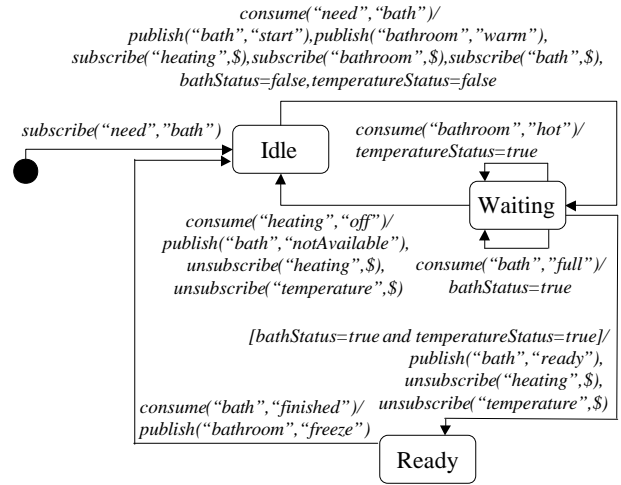 consume(“need”,“bath”)/
publish(“bath”,“start”),publish(“bathroom”,”warm”),
subscribe(“heating”,$),subscribe(“bathroom”,$),subscribe(“bath”,$),
bathStatus=false,temperatureStatus=false
subscribe(“need”,”bath”)
Idle
consume(“bathroom”,”hot”)/
temperatureStatus=true
Waiting
consume(“heating”,“off”)/
publish(“bath”,“notAvailable”),
unsubscribe(“heating”,$),
unsubscribe(“temperature”,$)
consume(“bath”,“full”)/
bathStatus=true
[bathStatus=true and temperatureStatus=true]/
publish(“bath”,“ready”),
unsubscribe(“heating”,$),
unsubscribe(“temperature”,$)
consume(“bath”,“finished”)/
publish(“bathroom”,“freeze”)
Ready